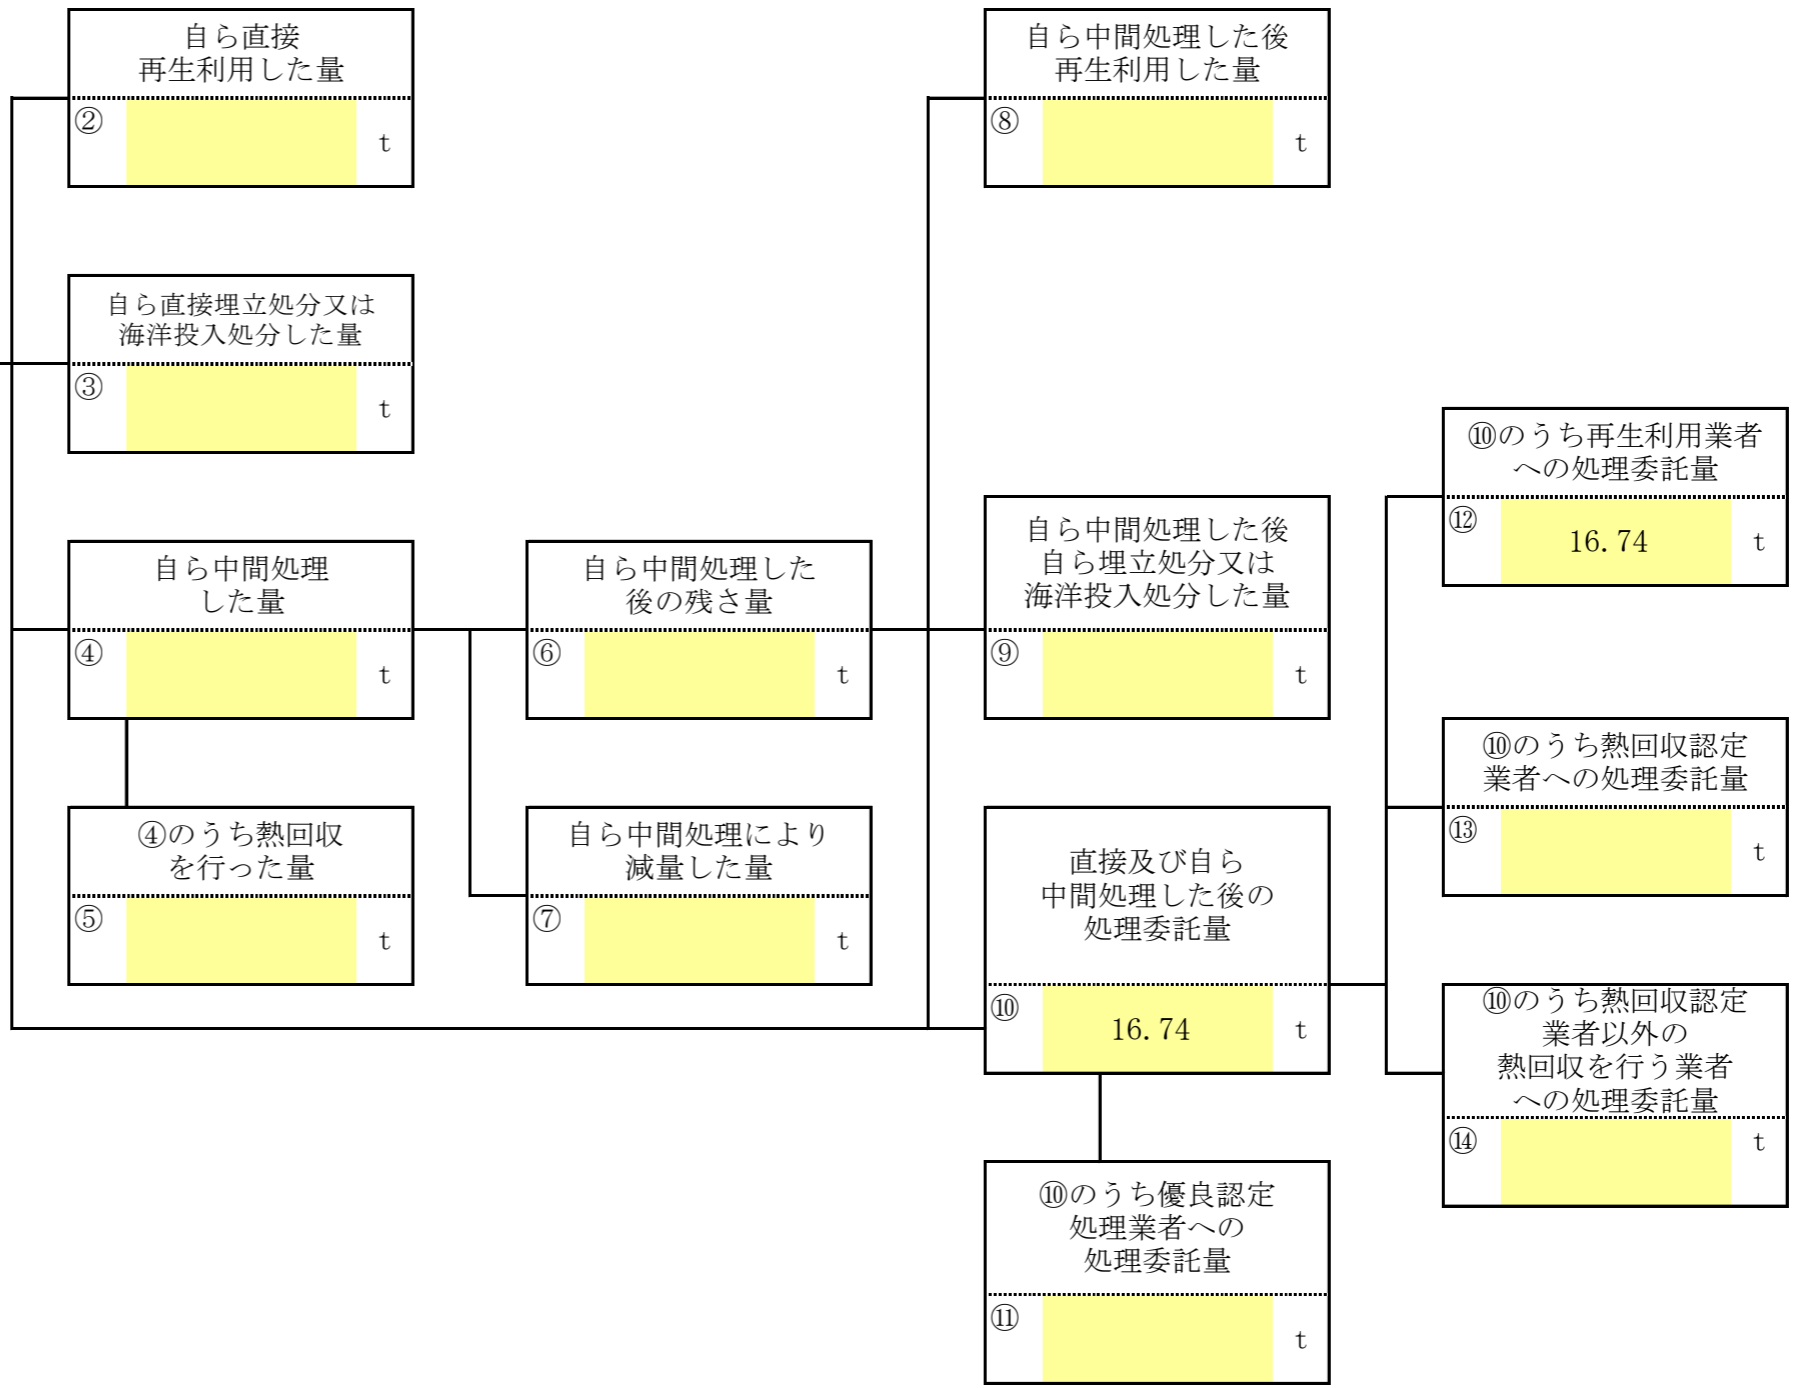 自ら直接
再生利用した量
②
t
自ら中間処理した後
再生利用した量
⑧
t
自ら直接埋立処分又は
海洋投入処分した量
③
t
⑩のうち再生利用業者
への処理委託量
⑫
16.74
t
自ら中間処理
した量
④
t
自ら中間処理した
後の残さ量
⑥
t
自ら中間処理した後
自ら埋立処分又は
海洋投入処分した量
⑨
t
⑩のうち熱回収認定
業者への処理委託量
⑬
t
④のうち熱回収
を行った量
⑤
t
自ら中間処理により
減量した量
⑦
t
直接及び自ら
中間処理した後の
処理委託量
⑩
16.74
t
⑩のうち熱回収認定
業者以外の
熱回収を行う業者
への処理委託量
⑭
t
⑩のうち優良認定
処理業者への
処理委託量
⑪
t